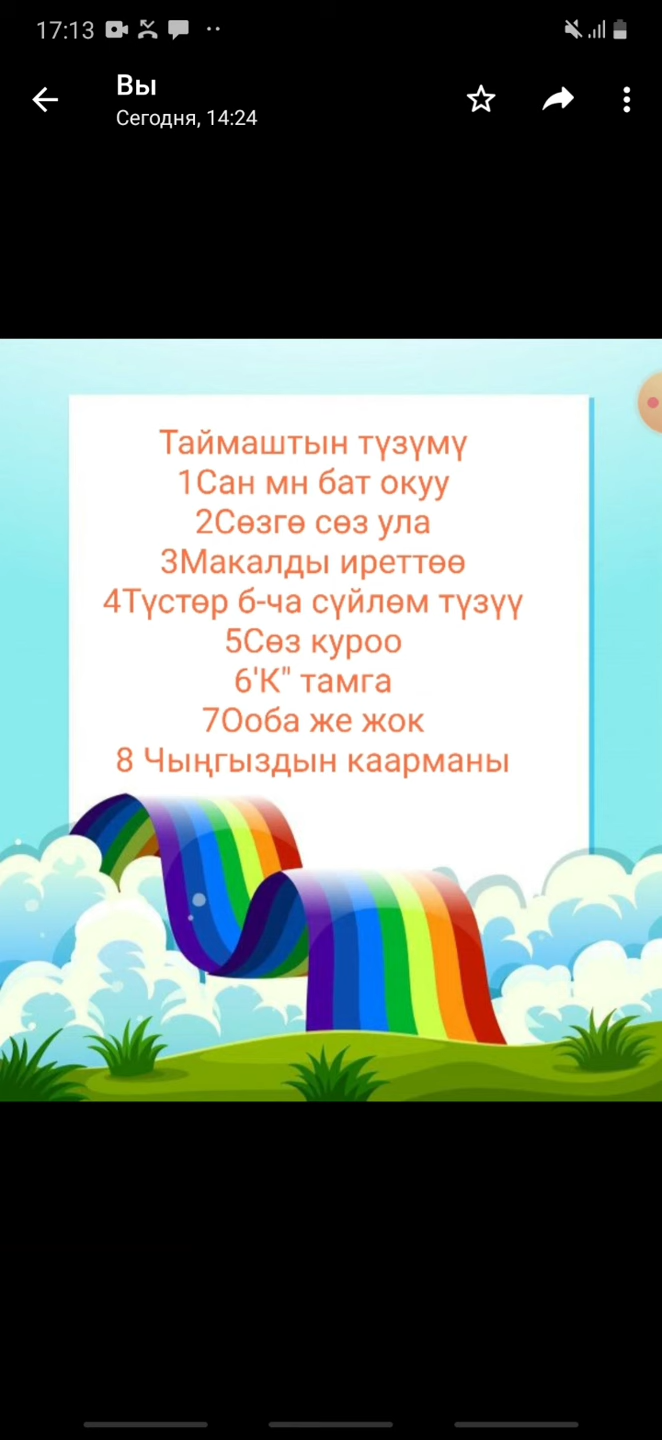 17:13
Вы
Сегодня, 14:24
Таймаштын түзүмү
1Сан мн бат окуу
2Сөзгө сөз ула
3Макалды иреттөө
4Түстөр б-ча сүйлөм түзүү
5Сөз куроо
6'К" тамга
7Ооба же жок
8 Чыңгыздын каарманы